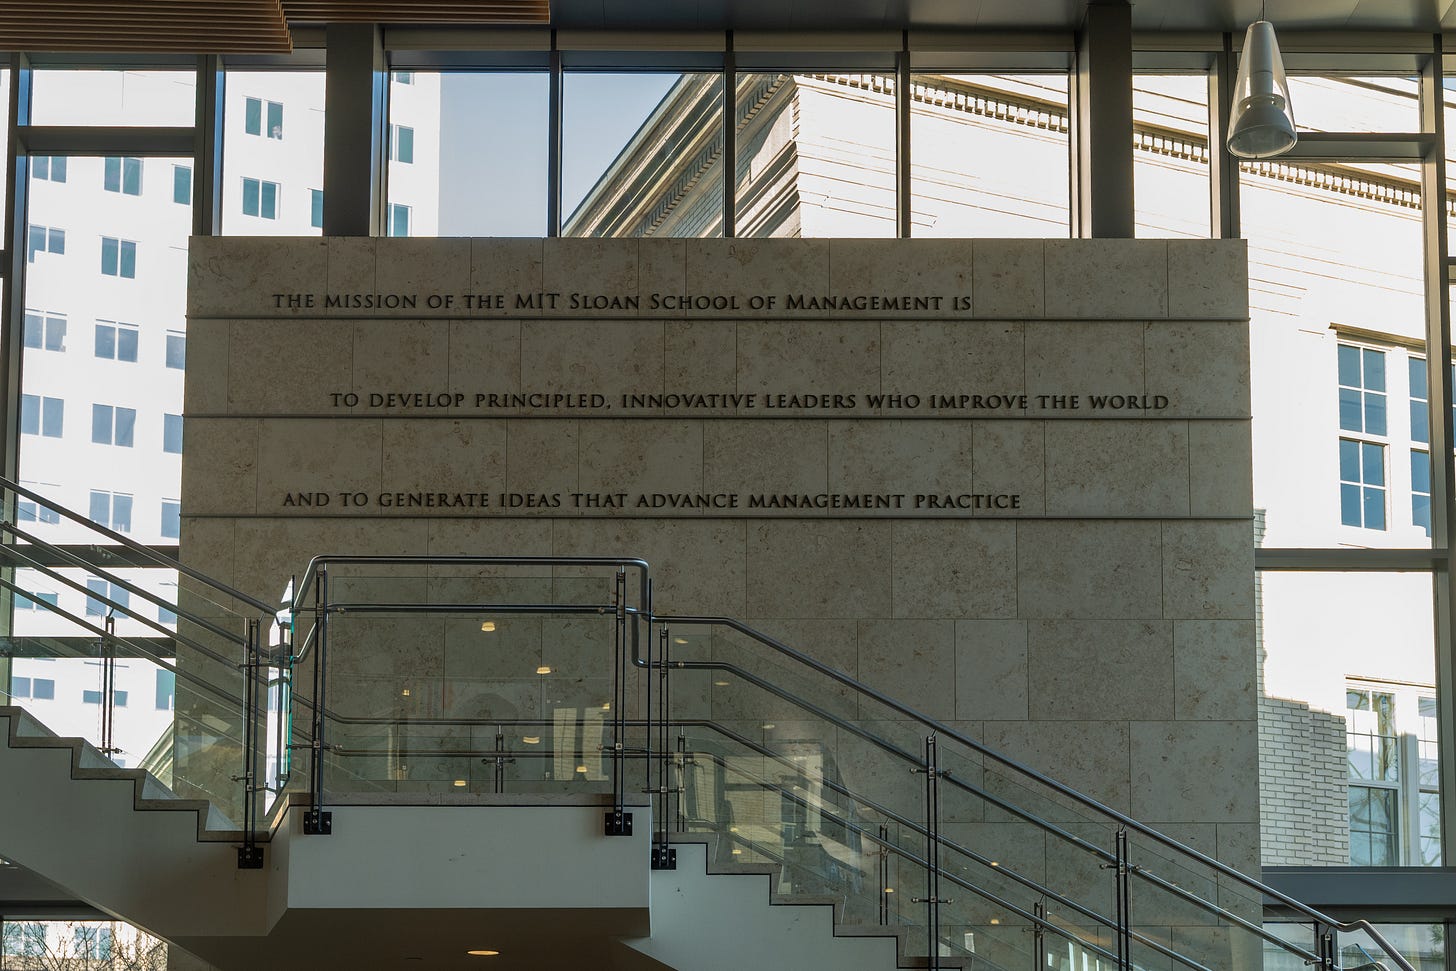 THE MISSION OF THE MIT SLOAN SCHOOL OF MANAGEMENT IS
TO DEVELOP PRINCIPLED, INNOVATIVE LEADERS WHO IMPROVE THE WORLD
AND TO GENERATE IDEAS THAT ADVANCE MANAGEMENT PRACTICE